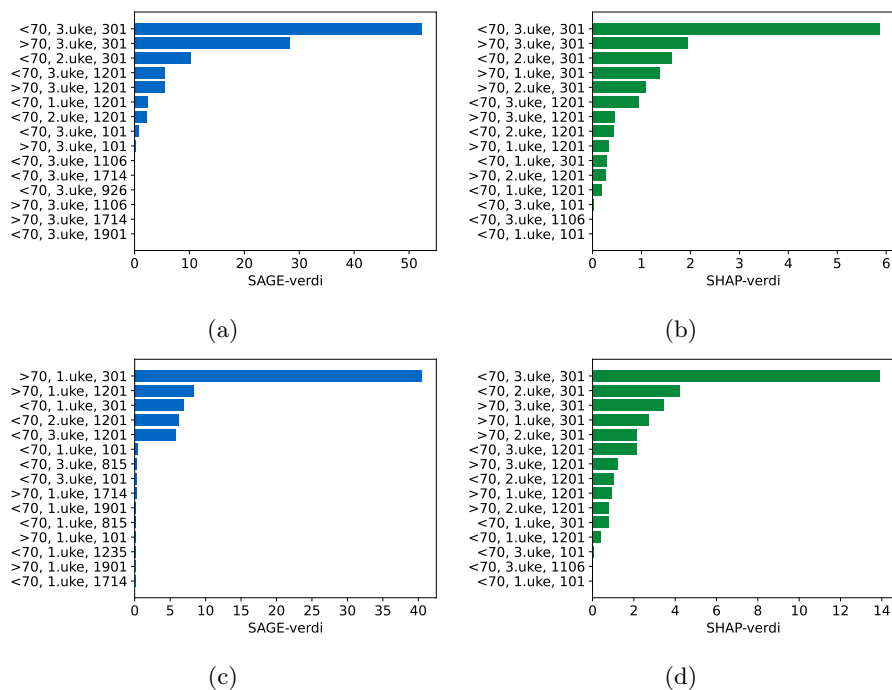 <70, 3.uke, 301
>70, 3.uke, 301
<70, 2.uke, 301
<70, 3.uke, 1201
>70, 3.uke, 1201
<70, 1.uke, 1201
<70, 2.uke, 1201
<70, 3.uke, 101
>70, 3.uke, 101
<70, 3.uke, 1106
<70, 3.uke, 1714
<70, 3.uke, 926
>70, 3.uke, 1106
>70, 3.uke, 1714
<70, 3.uke, 1901
0 10 20 30 40 50
SAGE-verdi
(a)
<70, 3.uke, 301
>70, 3.uke, 301
<70, 2.uke, 301
>70, 1.uke, 301
>70, 2.uke, 301
<70, 3.uke, 1201
>70, 3.uke, 1201
<70, 2.uke, 1201
>70, 1.uke, 1201
<70, 1.uke, 301
>70, 2.uke, 1201
<70, 1.uke, 1201
<70, 3.uke, 101
<70, 3.uke, 1106
<70, 1.uke, 101
0 1 2 3 4 5 6
SHAP-verdi
(b)
>70, 1.uke, 301
>70, 1.uke, 1201
<70, 1.uke, 301
<70, 2.uke, 1201
<70, 3.uke, 1201
<70, 1.uke, 101
<70, 3.uke, 815
<70, 3.uke, 101
>70, 1.uke, 1714
<70, 1.uke, 1901
<70, 1.uke, 815
>70, 1.uke, 101
<70, 1.uke, 1235
>70, 1.uke, 1901
<70, 1.uke, 1714
0 5 10 15 20 25 30 35 40
SAGE-verdi
(c)
<70, 3.uke, 301
<70, 2.uke, 301
>70, 3.uke, 301
>70, 1.uke, 301
>70, 2.uke, 301
<70, 3.uke, 1201
>70, 3.uke, 1201
<70, 2.uke, 1201
>70, 1.uke, 1201
>70, 2.uke, 1201
<70, 1.uke, 301
<70, 1.uke, 1201
<70, 3.uke, 101
<70, 3.uke, 1106
<70, 1.uke, 101
0 2 4 6 8 10 12 14
SHAP-verdi
(d)